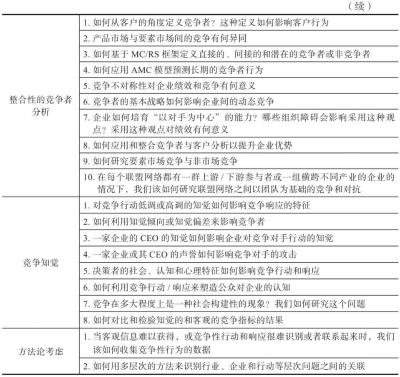 （续）
整合性的竞争者
分析
1. 如何从客户的角度定义竞争者？这种定义如何影响客户行为
2. 产品市场与要素市场间的竞争有何异同
3. 如何基于 MC/RS 框架定义直接的、间接的和潜在的竞争者或非竞争者
4. 如何应用 AMC 模型预测长期的竞争者行为
5. 竞争不对称性对企业绩效和竞争有何意义
6. 竞争者的基本战略如何影响企业间的动态竞争
7. 企业如何培育“以对手为中心”的能力？哪些组织障碍会影响采用这种观
点？采用这种观点对绩效有何意义
8. 如何应用和整合竞争者与客户分析以提升企业优势
9. 如何研究要素市场竞争与非市场竞争
10. 在每个联盟网络都有一群上游 / 下游参与者或一组横跨不同产业的企业的
情况下，我们该如何研究联盟网络之间以团队为基础的竞争和对抗
竞争知觉
1. 对竞争行动低调或高调的知觉如何影响竞争响应的特征
2. 如何利用知觉倾向或知觉偏差来影响竞争者
3. 一家企业的 CEO 的知觉如何影响企业对竞争对手行动的知觉
4. 一家企业或其 CEO 的声誉如何影响竞争对手的攻击
5. 决策者的社会、认知和心理特征如何影响竞争行动和响应
6. 如何利用竞争行动 / 响应来塑造公众对企业的认知
7. 竞争在多大程度上是一种社会构建性的现象？我们如何研究这个问题
8. 如何对比和检验知觉的和客观的竞争指标的结果
方法论考虑
1. 当客观信息难以获得，或竞争性行动和响应很难识别或者联系起来时，我们
该如何收集竞争性行为的数据
2. 如何用多层次的方法来识别行业、企业和行动等层次问题之间的关联